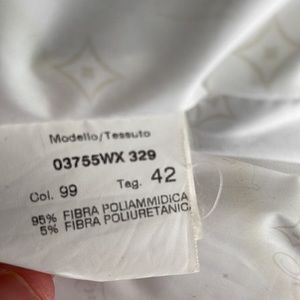 Modello/Tessuto
03755WX 329
Col. 99 Tag. 42
95% FIBRA POLIAMMIDICA
5% FIBRA POLIURETANICA